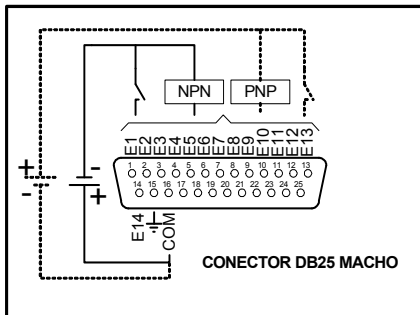 NPN PNP
E1 E2 E3 E4 E5 E6 E7 E8 E9 E10 E11 E12 E13
+ -
- +
1 2 3 4 5 6 7 8 9 10 11 12 13
14 15 16 17 18 19 20 21 22 23 24 25
E14 COM
CONECTOR DB25 MACHO